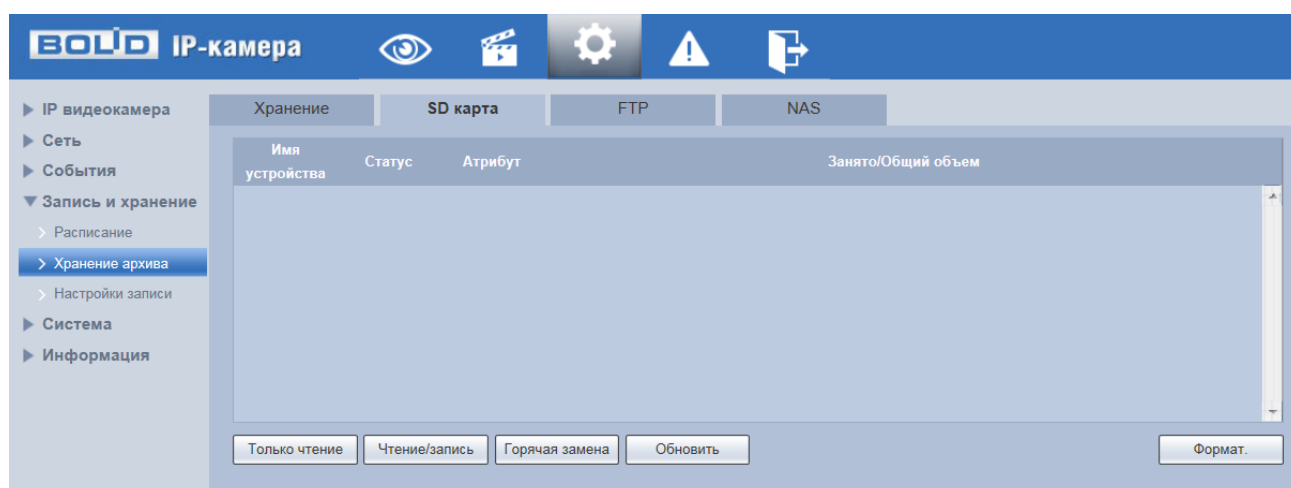 BOLID IP-камера
IP видеокамера
Сеть
События
Запись и хранение
Расписание
Хранение архива
Настройки записи
Система
Информация
Хранение SD карта FTP NAS
Имя устройства Статус Атрибут Занято/Общий объем
Только чтение Чтение/запись Горячая замена Обновить Формат.